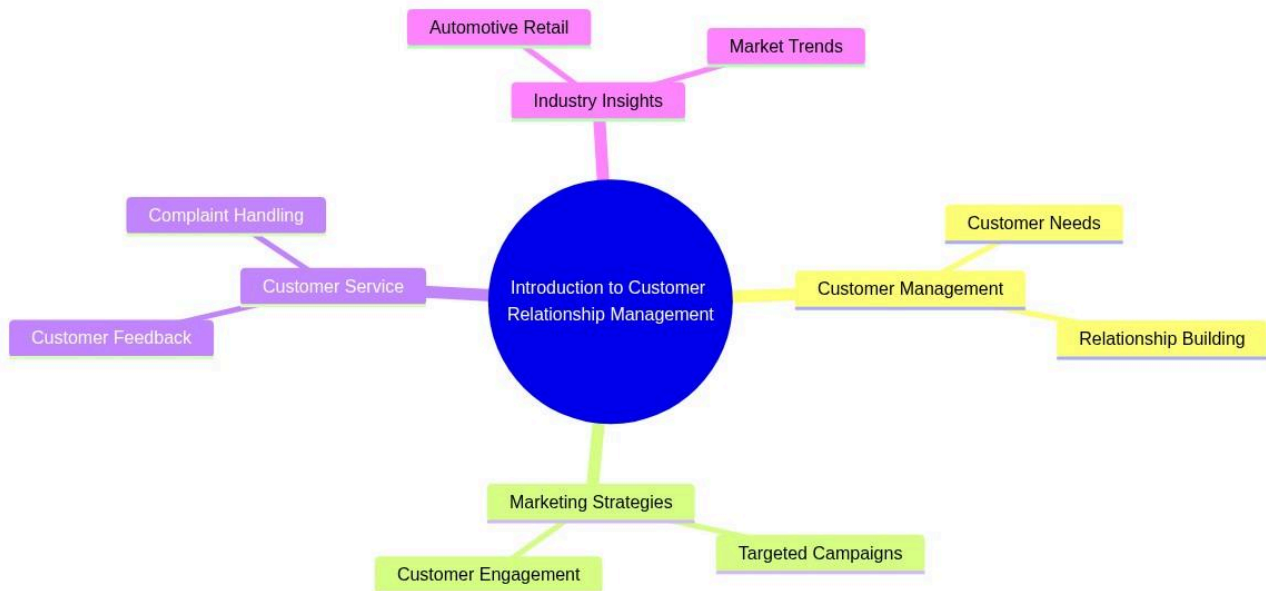 Automotive Retail
Market Trends
Industry Insights
Complaint Handling
Customer Needs
Customer Service
Introduction to Customer
Relationship Management
Customer Management
Customer Feedback
Relationship Building
Marketing Strategies
Targeted Campaigns
Customer Engagement